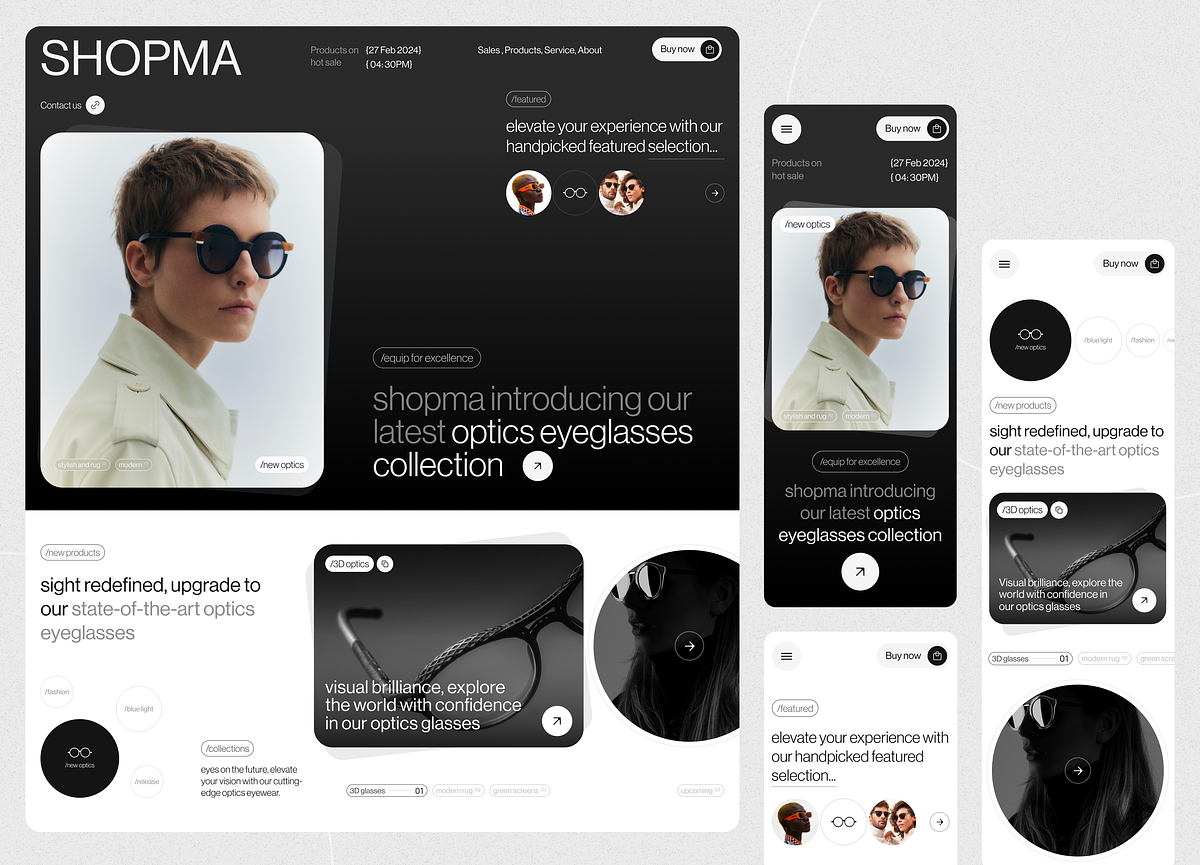 SHOPMA
Products on
hot sale
{27 Feb 2024}
{ 04: 30PM}
Sales , Products, Service, About
Buy now
Contact us
/featured
elevate your experience with our
handpicked featured selection...
/new optics
stylish and rug
modern
/equip for excellence
shopma introducing our
latest optics eyeglasses
collection
/new products
sight redefined, upgrade to
our state-of-the-art optics
eyeglasses
/fashion
/blue light
/new optics
/release
/collections
eyes on the future, elevate
your vision with our cutting-
edge optics eyewear.
/3D optics
visual brilliance, explore
the world with confidence
in our optics glasses
3D glasses 01
modern rug 02
green screens 03
upcoming 03
Buy now
Products on
hot sale
{27 Feb 2024}
{ 04: 30PM}
/new optics
stylish and rug
modern
/equip for excellence
shopma introducing
our latest optics
eyeglasses collection
Buy now
/featured
elevate your experience with
our handpicked featured
selection...
Buy now
/new optics
/blue light
/fashion
/new products
sight redefined, upgrade to
our state-of-the-art optics
eyeglasses
/3D optics
Visual brilliance, explore the
world with confidence in
our optics glasses
3D glasses 01
modern rug 02
green scre